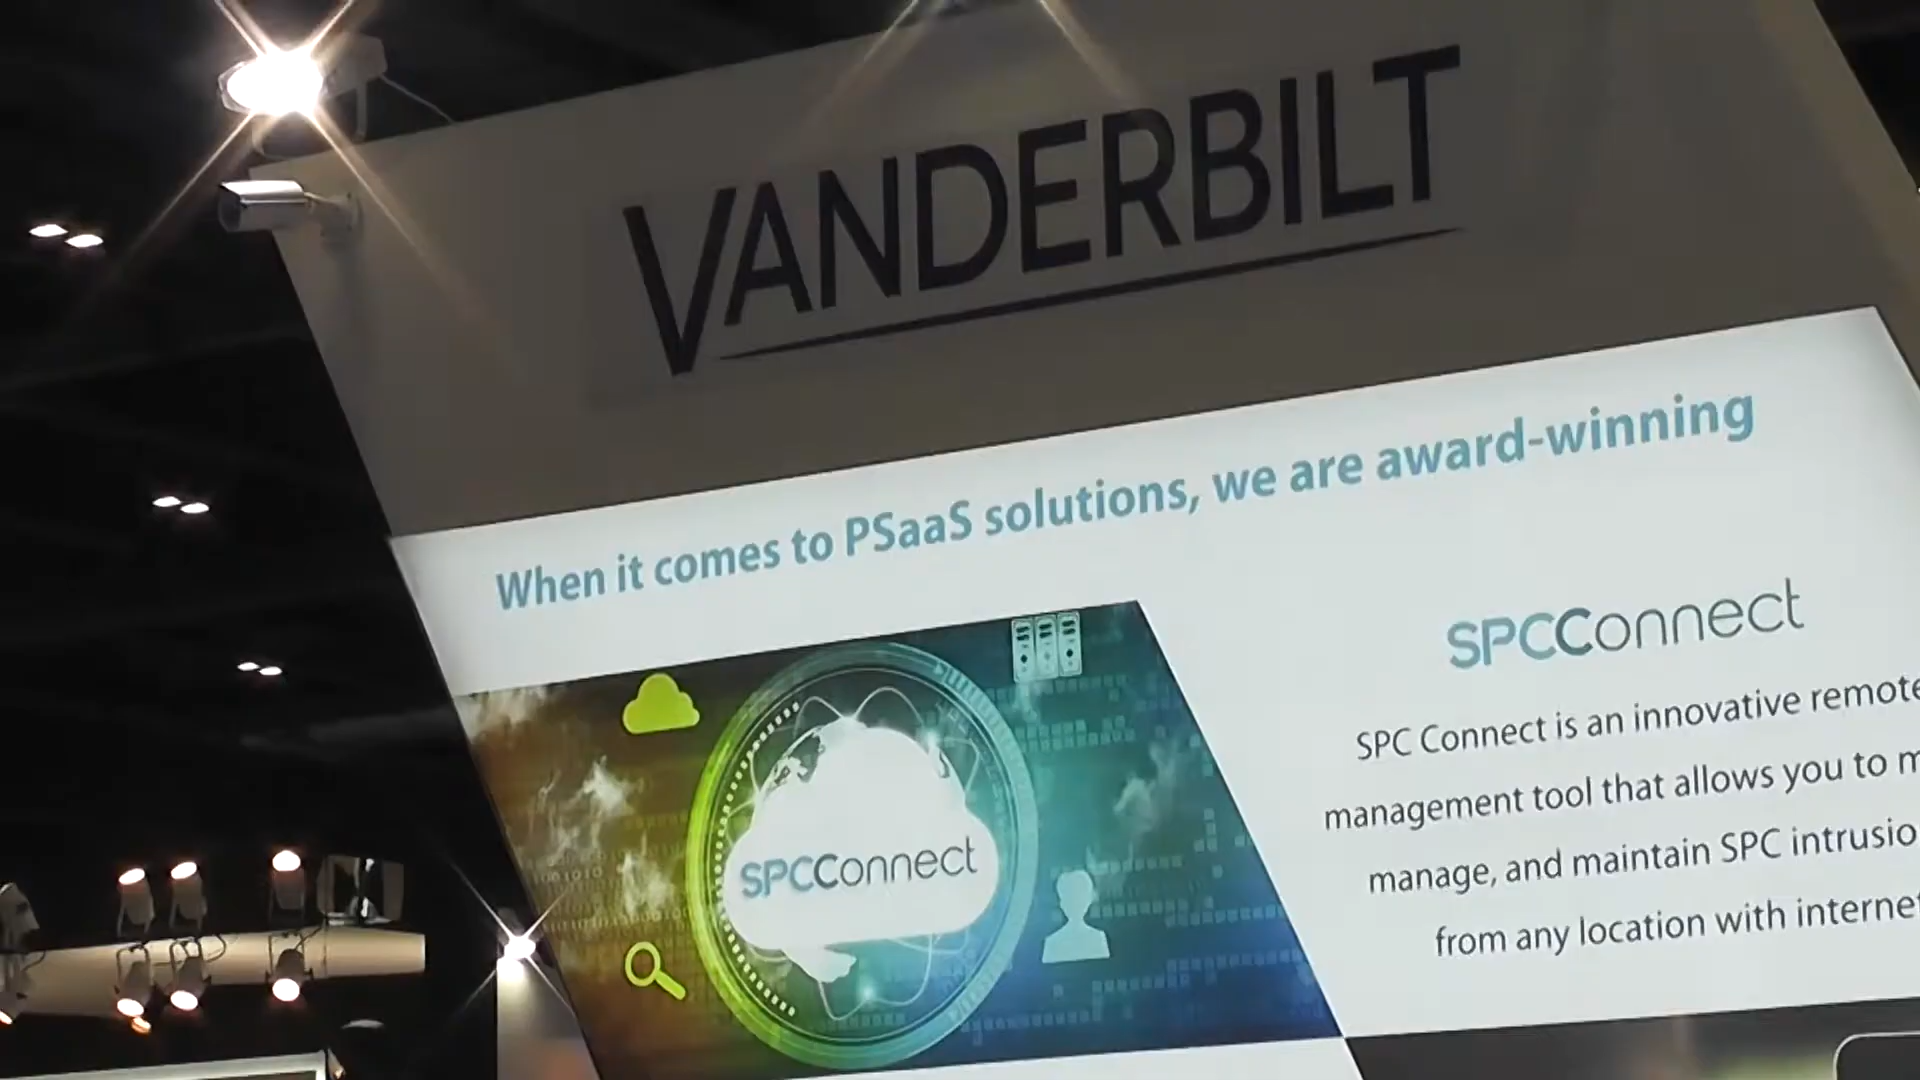 VANDERBILT
When it comes to PSaaS solutions, we are award-winning
SPCConnect
SPC Connect is an innovative remote
management tool that allows you to m
manage, and maintain SPC intrusio
from any location with internet
SPCConnect